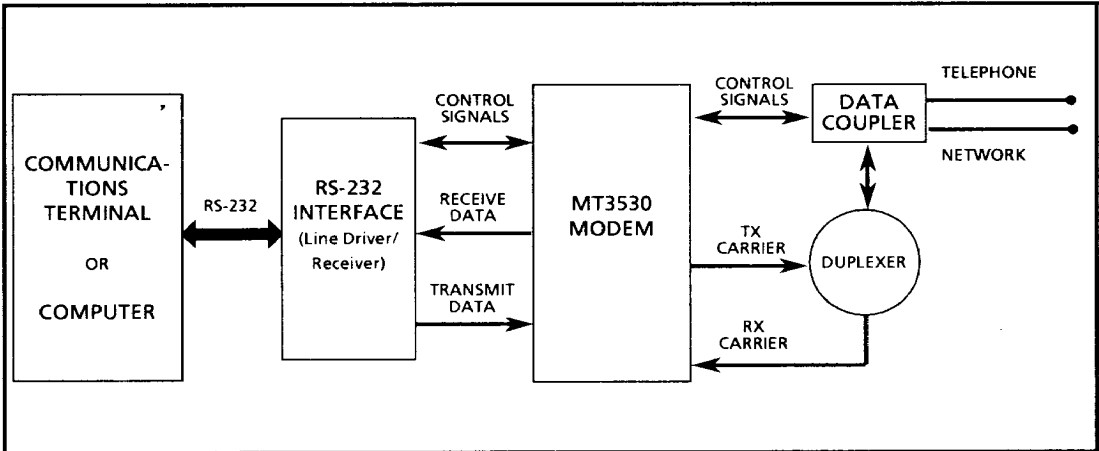 COMMUNICA-
TIONS
TERMINAL
OR
COMPUTER
RS-232
RS-232
INTERFACE
(Line Driver/
Receiver)
CONTROL
SIGNALS
RECEIVE
DATA
TRANSMIT
DATA
MT3530
MODEM
CONTROL
SIGNALS
TX
CARRIER
RX
CARRIER
DATA
COUPLER
DUPLEXER
TELEPHONE
NETWORK